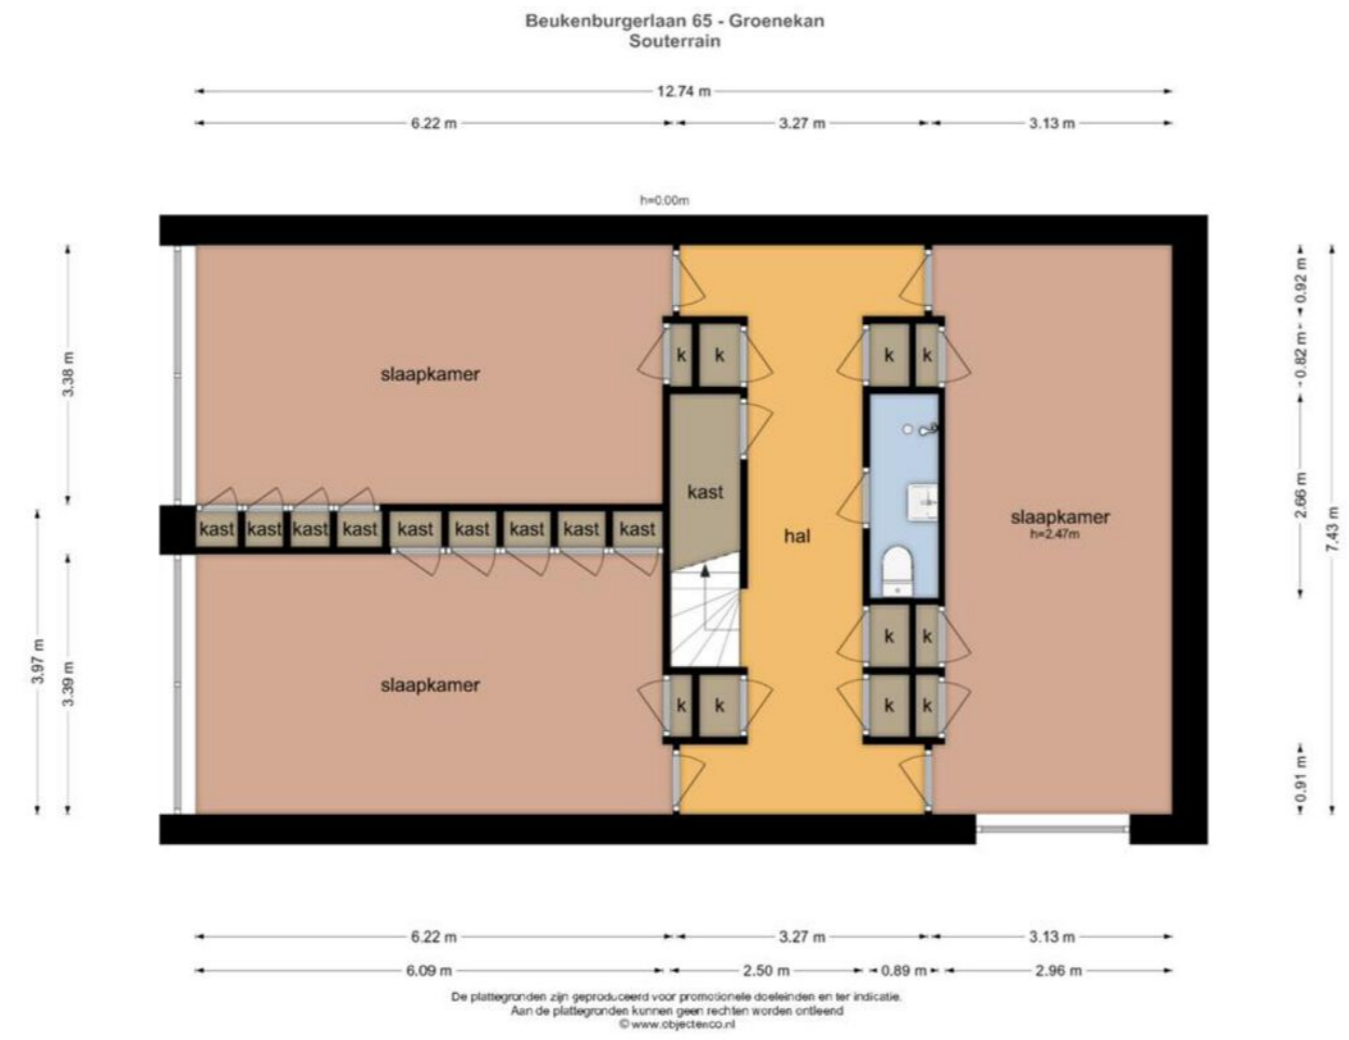 Beukenburgerlaan 65 - Groenekan
Souterrain
12.74 m
6.22 m
3.27 m
3.13 m
h=0.00m
3.38 m
3.97 m
3.39 m
0.92 m
0.82 m
2.66 m
7.43 m
0.91 m
slaapkamer
k
k
k
k
kast
kast
kast
kast
kast
kast
kast
kast
kast
kast
hal
slaapkamer
h=2.47m
k
k
slaapkamer
k
k
k
k
6.22 m
3.27 m
3.13 m
6.09 m
2.50 m
0.89 m
2.96 m
De plattegronden zijn geproduceerd voor promotionele doeleinden en ter indicatie.
Aan de plattegronden kunnen geen rechten worden ontleend
© www.objectenco.nl